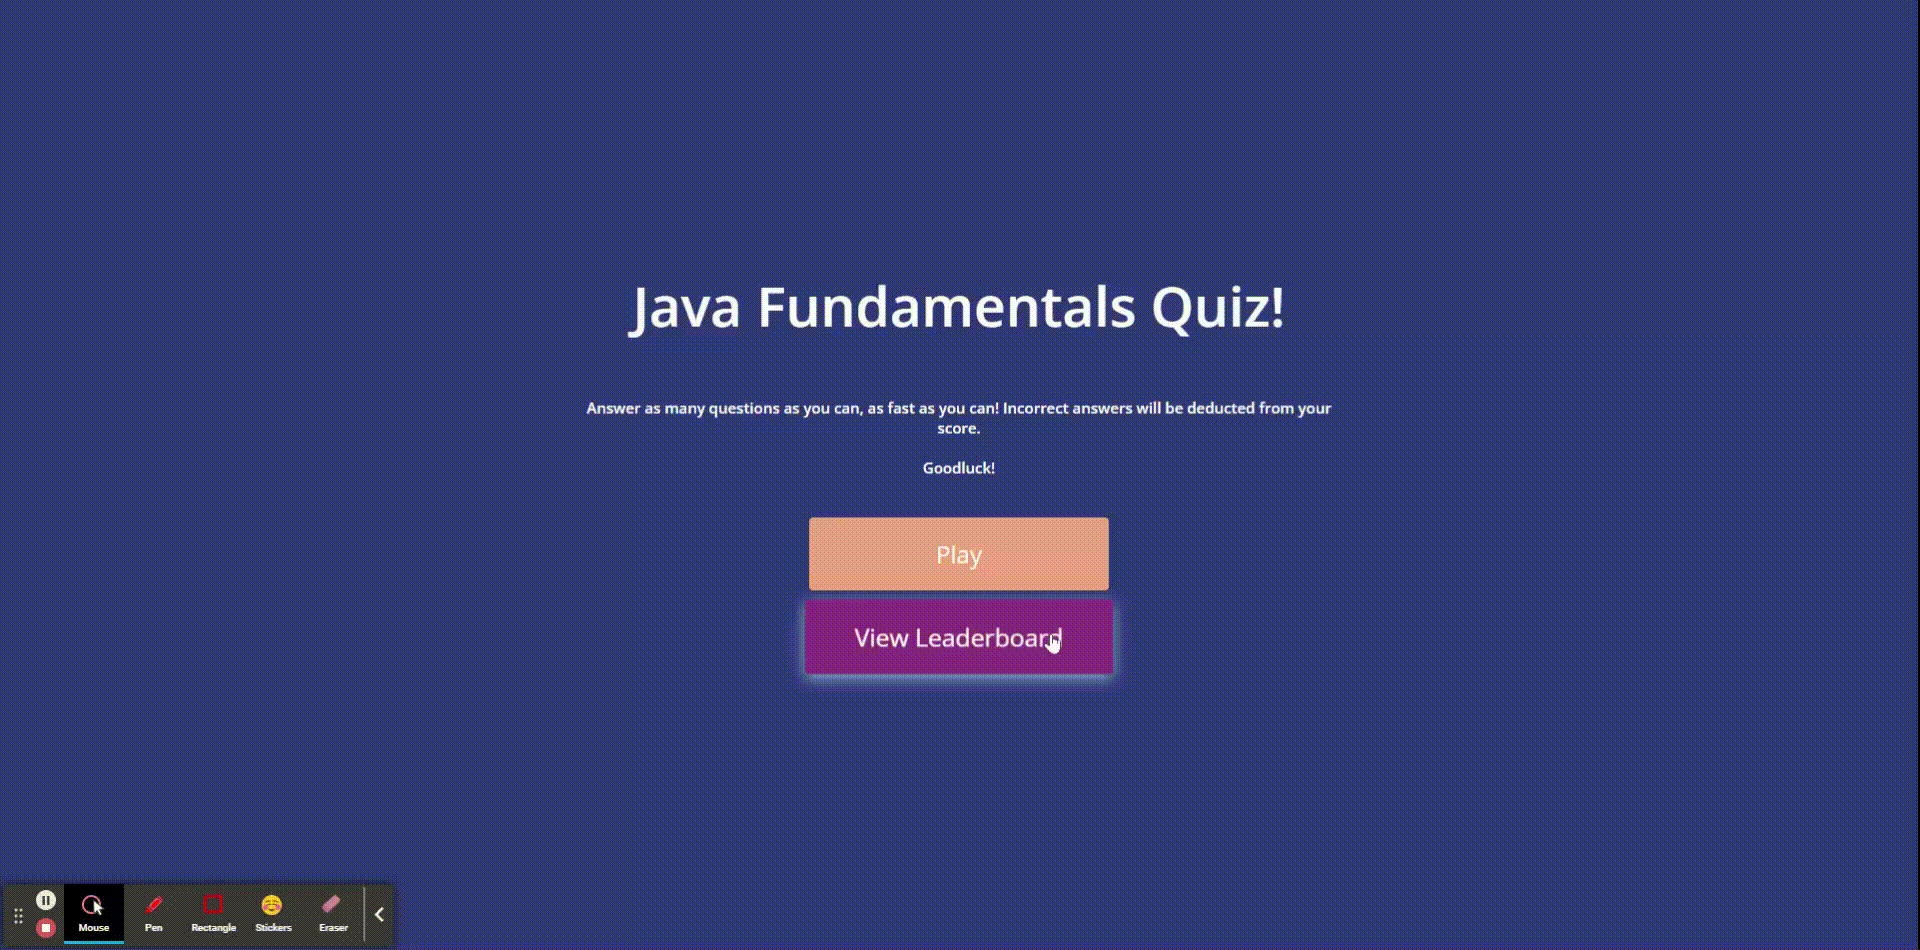 Java Fundamentals Quiz!
Answer as many questions as you can, as fast as you can! Incorrect answers will be deducted from your
score.
Goodluck!
Play
View Leaderboard
Mouse
Pen
Rectangle
Stickers
Eraser